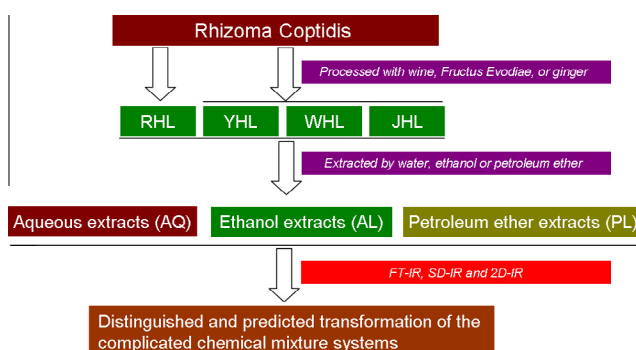 Rhizoma Coptidis
Processed with wine, Fructus Evodiae, or ginger
RHL YHL WHL JHL
Extracted by water, ethanol or petroleum ether
Aqueous extracts (AQ) Ethanol extracts (AL) Petroleum ether extracts (PL)
FT-IR, SD-IR and 2D-IR
Distinguished and predicted transformation of the
complicated chemical mixture systems